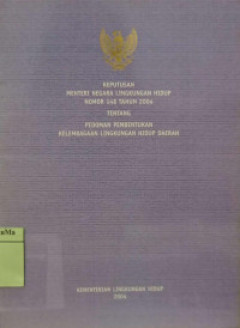 KEPUTUSAN
MENTERI NEGARA LINGKUNGAN HIDUP
NOMOR 145 TAHUN 2004
TENTANG
PEDOMAN PEMBENTUKAN
KELEMBAGAAN LINGKUNGAN HIDUP DAERAH
KEMENTERIAN LINGKUNGAN HIDUP
2004